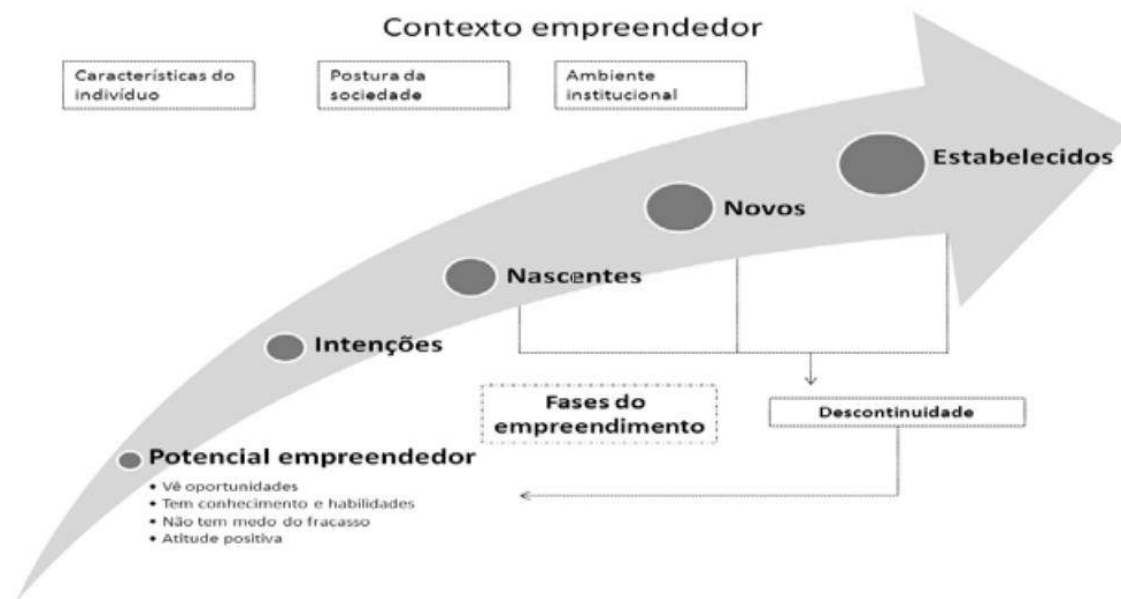 Contexto empreendedor
Características do
indivíduo
Postura da
sociedade
Ambiente
institucional
Estabelecidos
Novos
Nascentes
Intenções
Fases do
empreendimento
Descontinuidade
Potencial empreendedor
• Vê oportunidades
• Tem conhecimento e habilidades
• Não tem medo do fracasso
• Atitude positiva